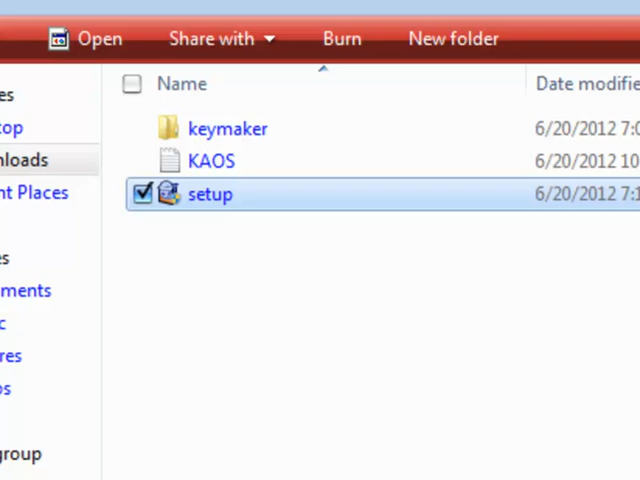 Open Share with Burn New folder
Name Date modifie
es
top
nloads
nt Places
es
ments
c
res
os
group
keymaker 6/20/2012 7:0
KAOS 6/20/2012 10
setup 6/20/2012 7:1